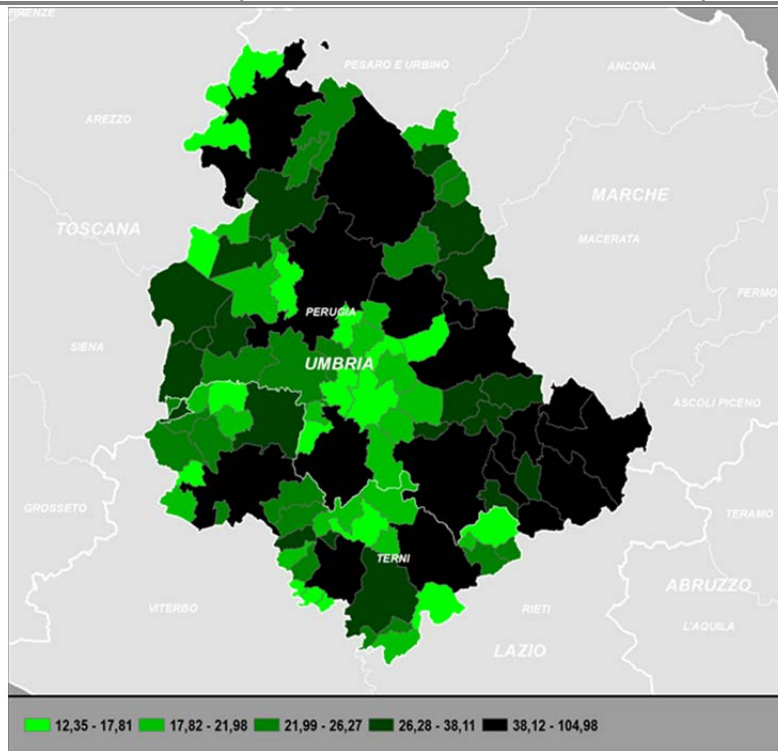 FIRENZE
PESARO E URBINO
ANCONA
AREZZO
MARCHE
TOSCANA
MACERATA
FERMO
PERUGIA
SIENA
UMBRIA
ASCOLI PICENO
GROSSETO
TERAMO
TERNI
ABRUZZO
VITERBO
RIETI
L'AQUILA
LAZIO
12,35 - 17,81 17,82 - 21,98 21,99 - 26,27 26,28 - 38,11 38,12 - 104,98